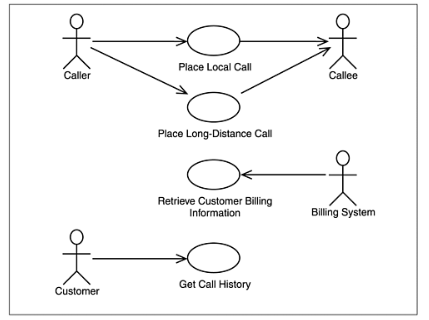 Place Local Call
Caller
Callee
Place Long-Distance Call
Retrieve Customer Billing
Information
Billing System
Get Call History
Customer